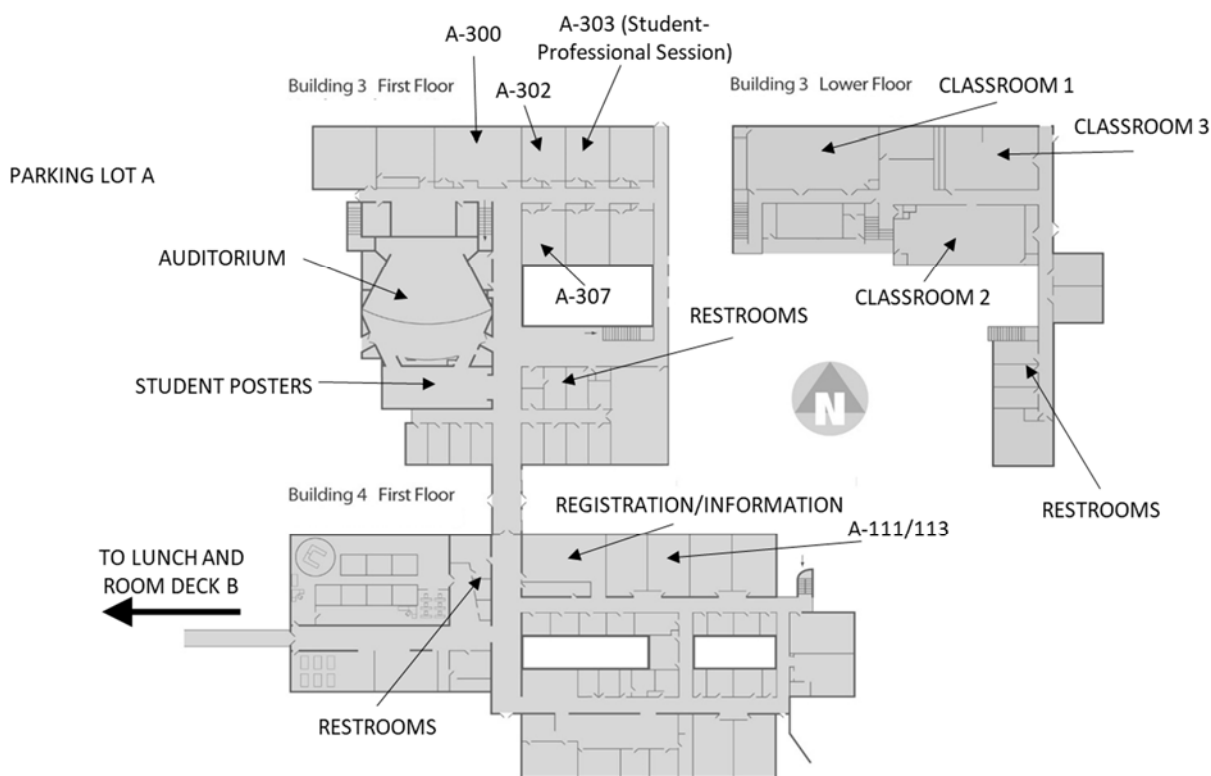 A-300
A-303 (Student-
Professional Session)
Building 3 First Floor
A-302
Building 3 Lower Floor
CLASSROOM 1
CLASSROOM 3
PARKING LOT A
AUDITORIUM
A-307
CLASSROOM 2
RESTROOMS
STUDENT POSTERS
N
Building 4 First Floor
REGISTRATION/INFORMATION
RESTROOMS
A-111/113
TO LUNCH AND
ROOM DECK B
RESTROOMS